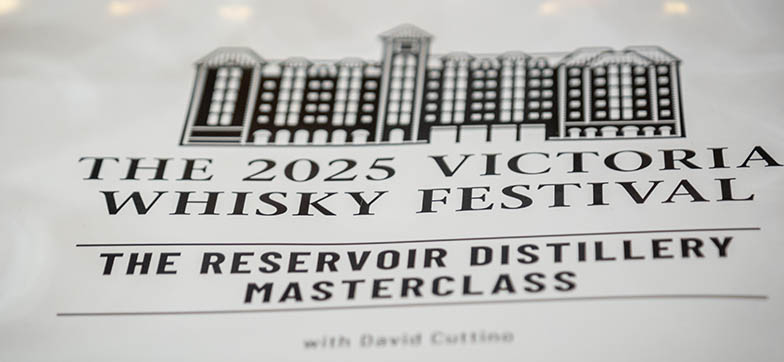 THE 2025 VICTORIA
WHISKY FESTIVAL
THE RESERVOIR DISTILLERY
MASTERCLASS
with David Cuttino